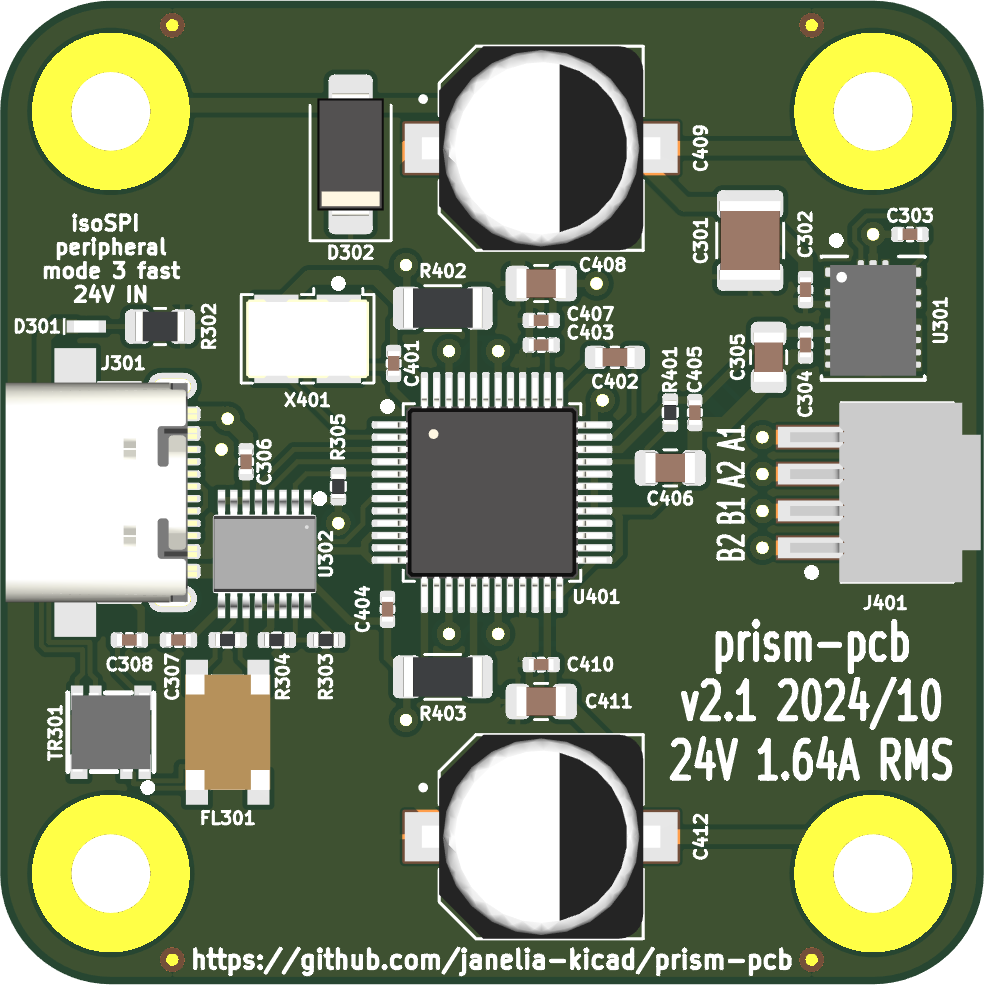 C409
isoSPI
peripheral
mode 3 fast
24V IN
D302
C301
C302
C303
R402
C408
D301
R302
C407
C403
U301
J301
C401
C402
R401
C405
C305
C304
X401
R305
C306
C406
B2 B1 A2 A1
U302
U401
C404
J401
C308
C307
R304
R303
C410
prism-pcb
v2.1 2024/10
24V 1.64A RMS
TR301
R403
C411
FL301
C412
https://github.com/janelia-kicad/prism-pcb